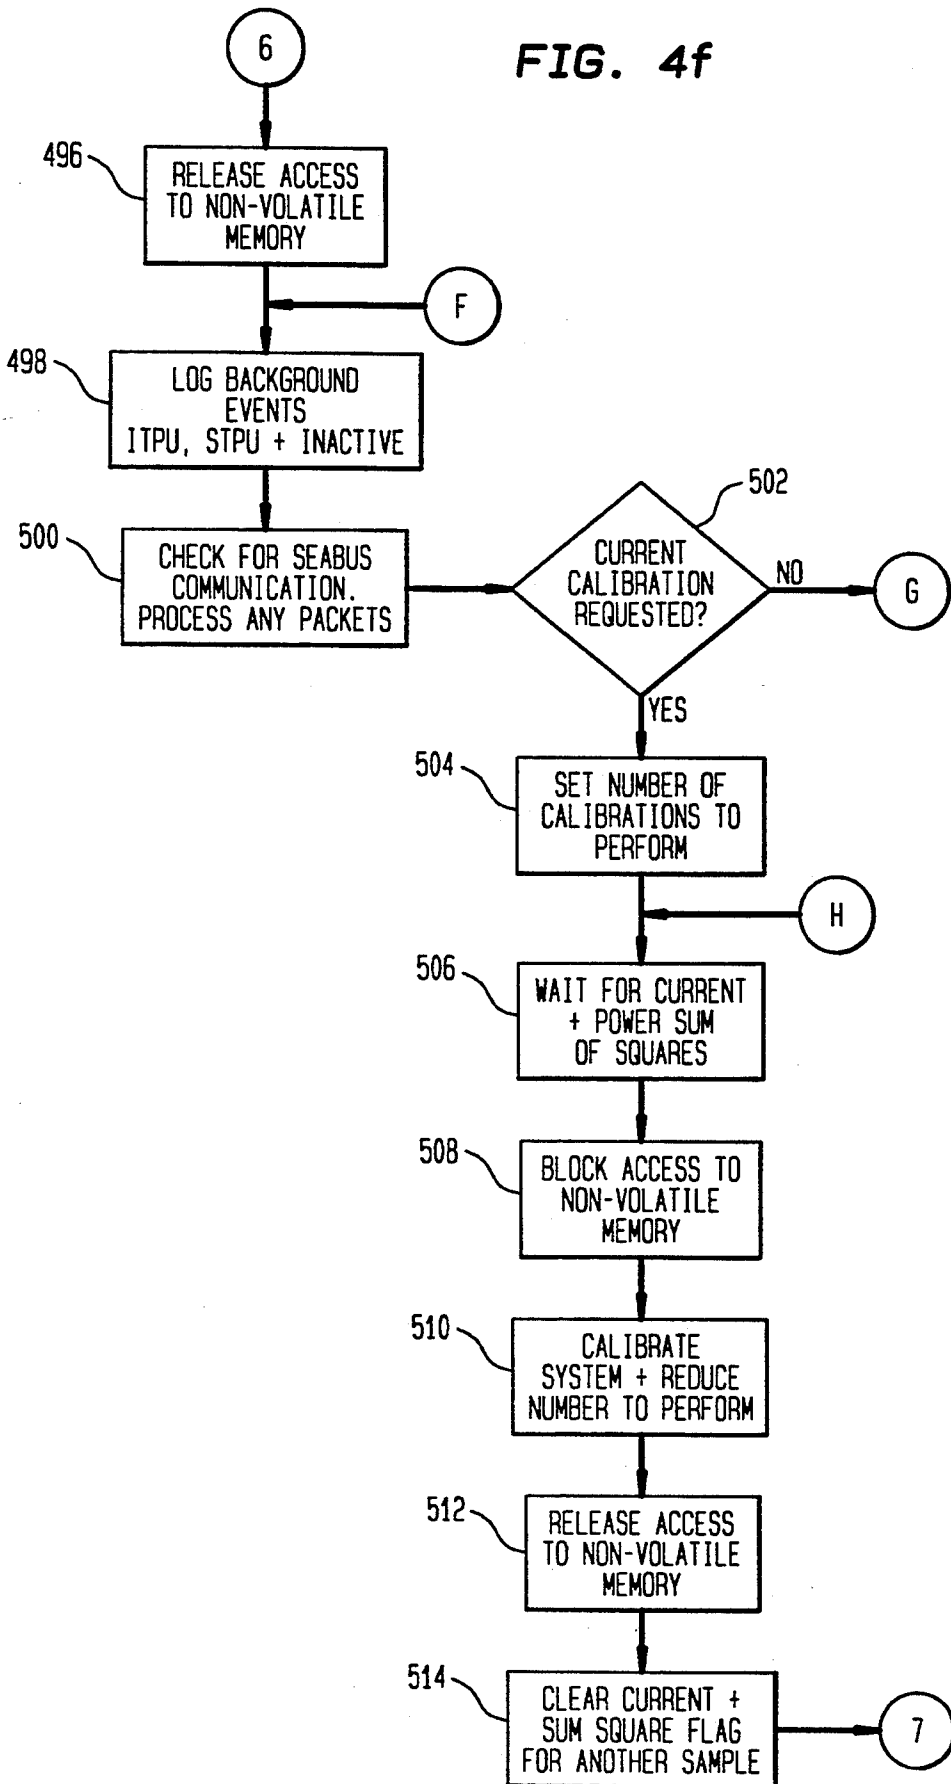 6
FIG. 4f
496
RELEASE ACCESS
TO NON-VOLATILE
MEMORY
F
498
LOG BACKGROUND
EVENTS
ITPU, STPU + INACTIVE
500
CHECK FOR SEABUS
COMMUNICATION.
PROCESS ANY PACKETS
502
CURRENT
CALIBRATION
REQUESTED?
NO
G
YES
504
SET NUMBER OF
CALIBRATIONS TO
PERFORM
H
506
WAIT FOR CURRENT
+ POWER SUM
OF SQUARES
508
BLOCK ACCESS TO
NON-VOLATILE
MEMORY
510
CALIBRATE
SYSTEM + REDUCE
NUMBER TO PERFORM
512
RELEASE ACCESS
TO NON-VOLATILE
MEMORY
514
CLEAR CURRENT +
SUM SQUARE FLAG
FOR ANOTHER SAMPLE
7